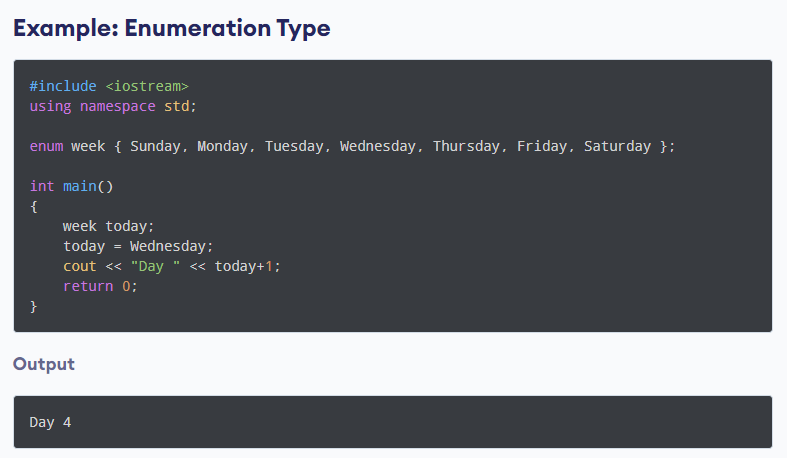 Example: Enumeration Type
#include <iostream>
using namespace std;
enum week { Sunday, Monday, Tuesday, Wednesday, Thursday, Friday, Saturday };
int main()
{
    week today;
    today = Wednesday;
    cout << "Day " << today+1;
    return 0;
}
Output
Day 4